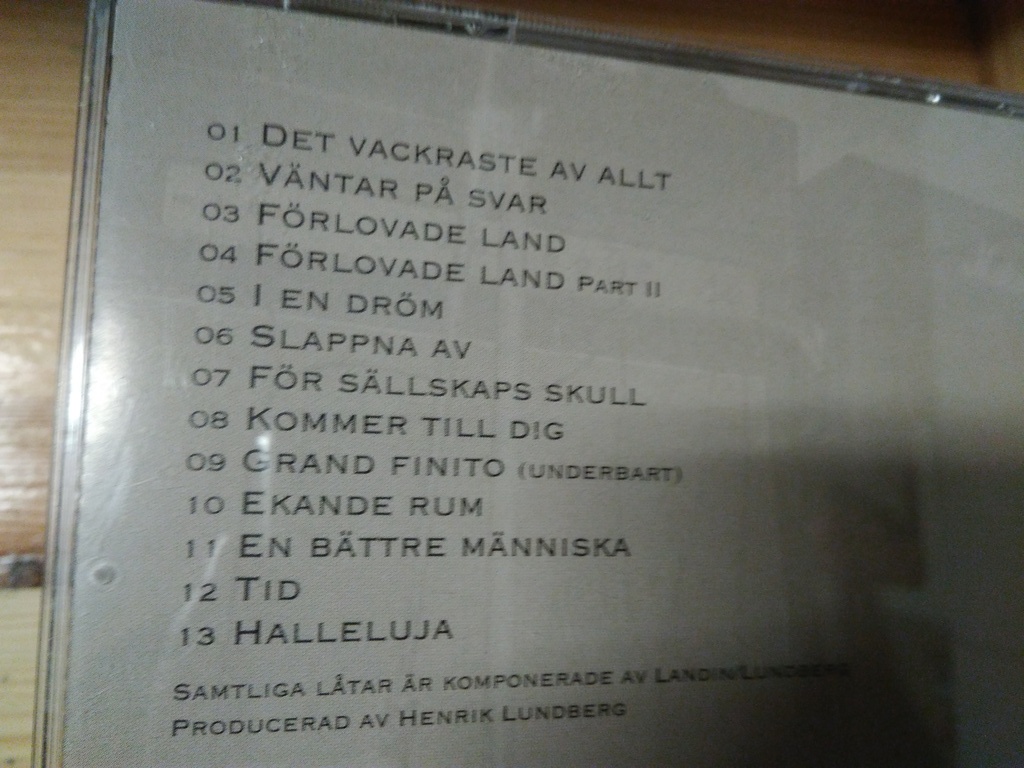 01 DET VACKRASTE AV ALLT
02 VÄNTAR PÅ SVAR
03 FÖRLOVADE LAND
04 FÖRLOVADE LAND PART II
05 I EN DRÖM
06 SLAPPNA AV
07 FÖR SÄLLSKAPS SKULL
08 KOMMER TILL DIG
09 GRAND FINITO (UNDERBART)
10 EKANDE RUM
11 EN BÄTTRE MÄNNISKA
12 TID
13 HALLELUJA
SAMTLIGA LÅTAR ÄR KOMPONERADE AV LANDIN/LUNDBERG
PRODUCERAD AV HENRIK LUNDBERG